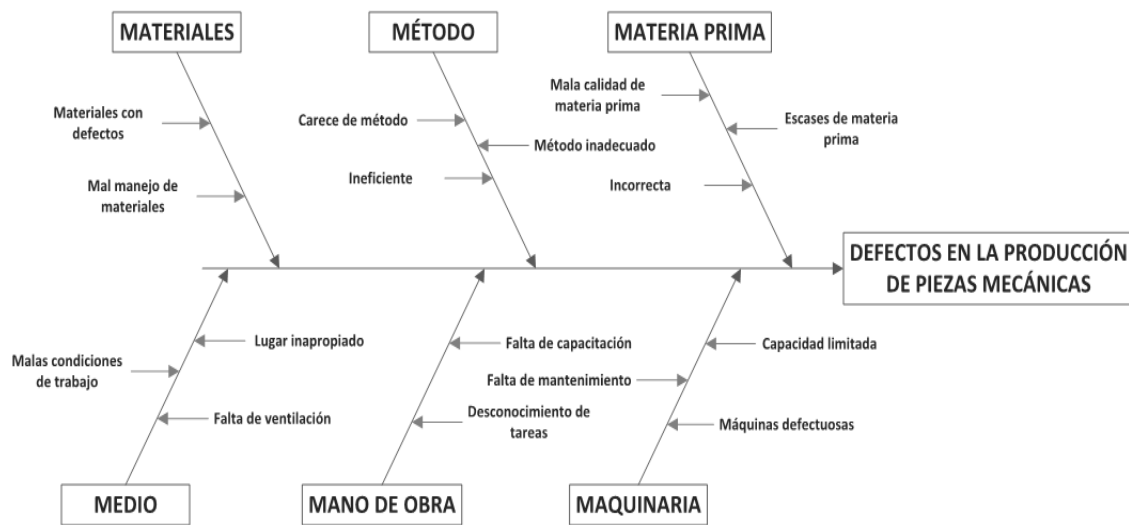 MATERIALES
MÉTODO
MATERIA PRIMA
Materiales con
defectos
Mal manejo de
materiales
Carece de método
Método inadecuado
Ineficiente
Mala calidad de
materia prima
Escases de materia
prima
Incorrecta
DEFECTOS EN LA PRODUCCIÓN
DE PIEZAS MECÁNICAS
Lugar inapropiado
Malas condiciones
de trabajo
Falta de ventilación
Falta de capacitación
Desconocimiento de
tareas
Capacidad limitada
Falta de mantenimiento
Máquinas defectuosas
MEDIO
MANO DE OBRA
MAQUINARIA